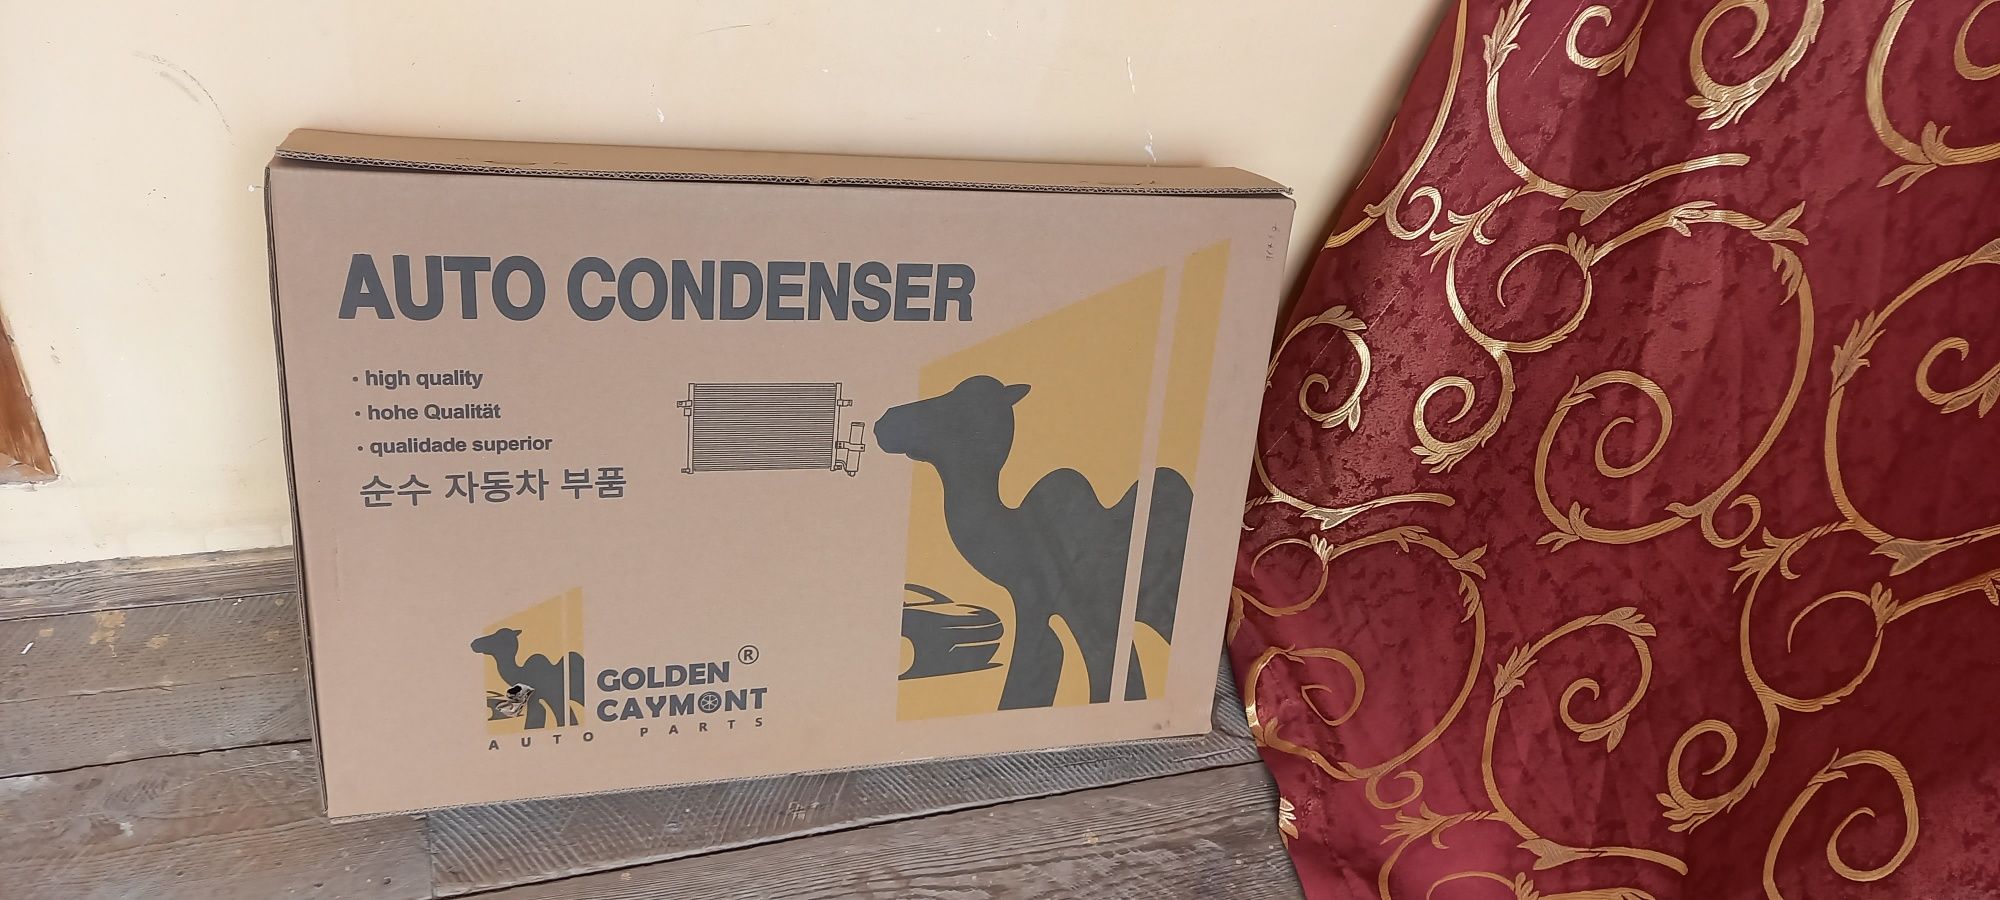 AUTO CONDENSER
• high quality
• hohe Qualität
• qualidade superior
순수 자동차 부품
GOLDEN ®
CAYMONT
AUTO PARTS